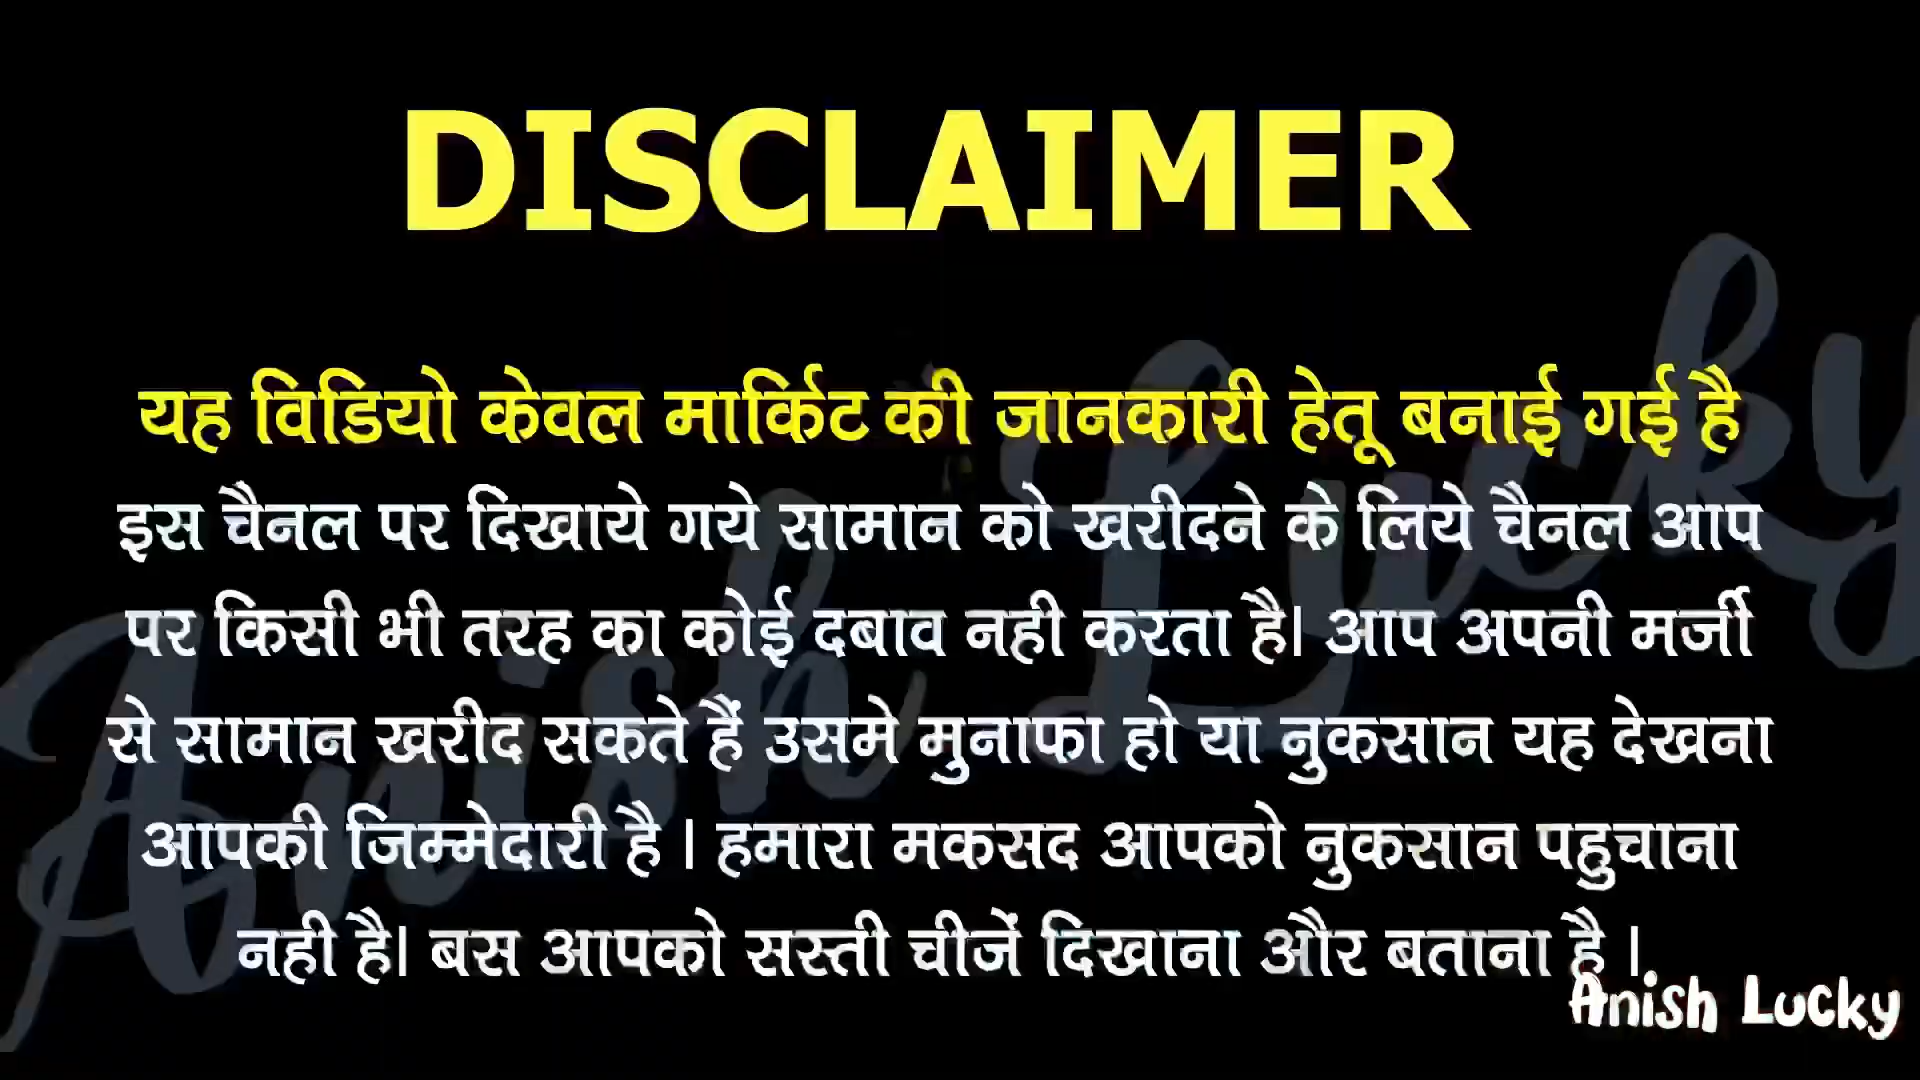 DISCLAIMER
यह विडियो केवल मार्किट की जानकारी हेतू बनाई गई है
इस चैनल पर दिखाये गये सामान को खरीदने के लिये चैनल आप
पर किसी भी तरह का कोई दबाव नही करता है। आप अपनी मर्जी
से सामान खरीद सकते हैं उसमे मुनाफा हो या नुकसान यह देखना
आपकी जिम्मेदारी है । हमारा मकसद आपको नुकसान पहुचाना
नही है। बस आपको सस्ती चीजें दिखाना और बताना है ।
Anish Lucky
Anish Lucky